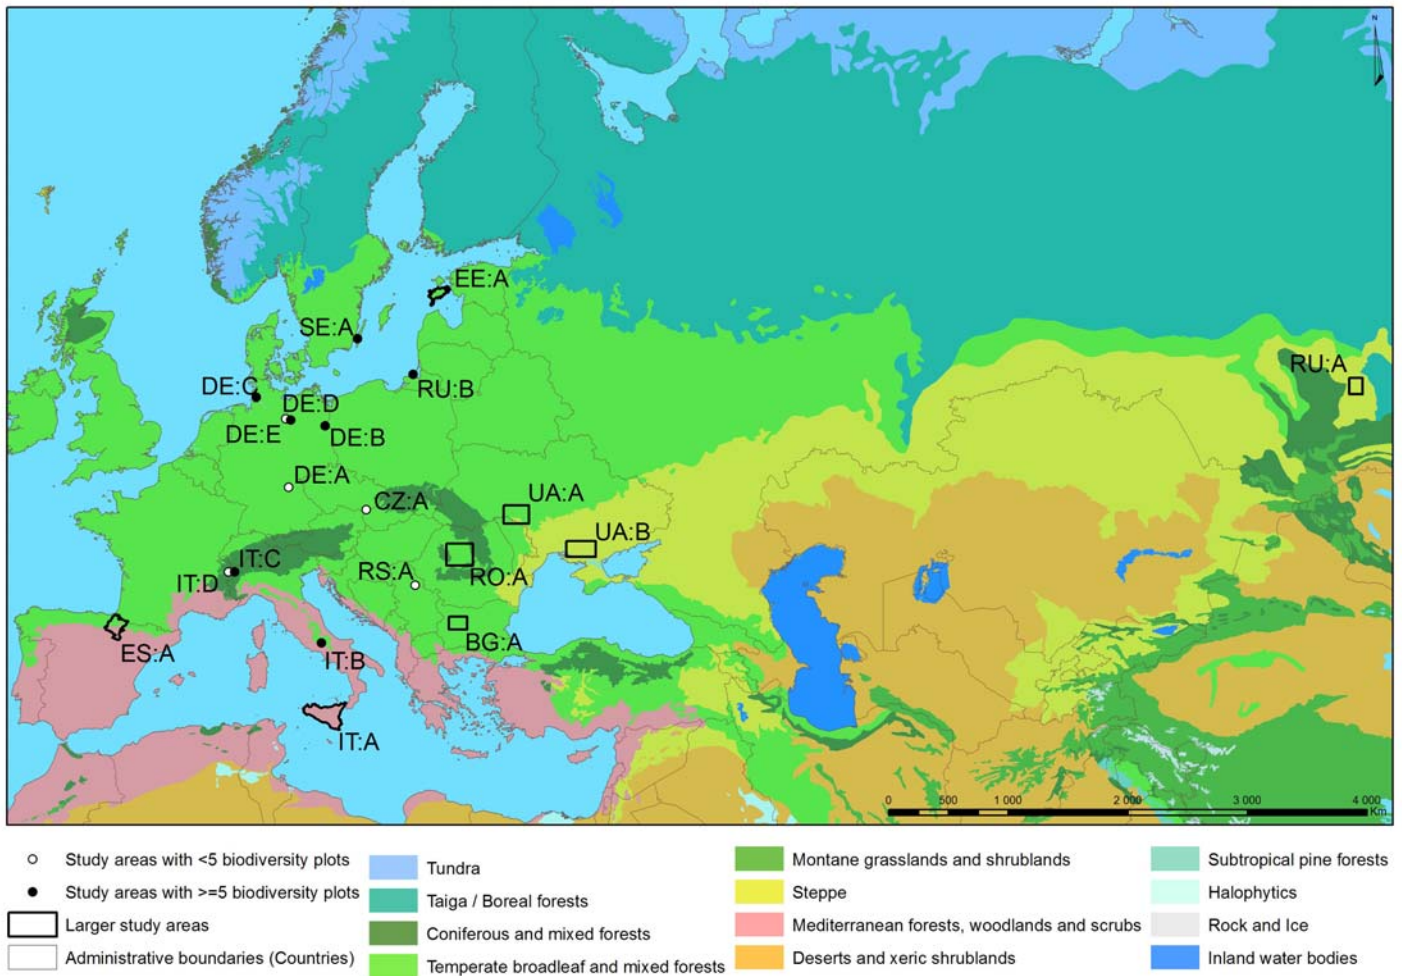 N
EE:A
SE:A
RU:A
DE:C
RU:B
DE:D
DE:E
DE:B
DE:A
CZ:A
UA:A
UA:B
IT:C
IT:D
RS:A
RO:A
ES:A
IT:B
BG:A
IT:A
0 500 1 000 2 000 3 000 4 000
Km
Study areas with <5 biodiversity plots
Study areas with >=5 biodiversity plots
Larger study areas
Administrative boundaries (Countries)
Tundra
Taiga / Boreal forests
Coniferous and mixed forests
Temperate broadleaf and mixed forests
Montane grasslands and shrublands
Steppe
Mediterranean forests, woodlands and scrubs
Deserts and xeric shrublands
Subtropical pine forests
Halophytics
Rock and Ice
Inland water bodies